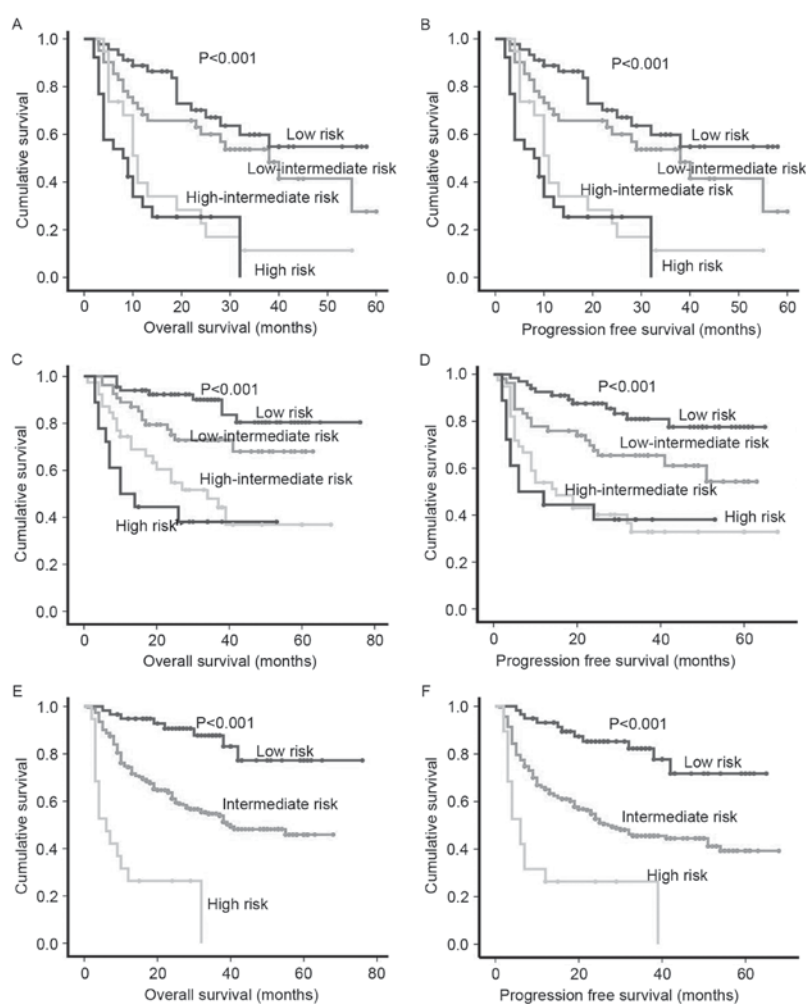 A
B
1.0
0.8
0.6
0.4
0.2
0.0
Cumulative survival
P<0.001
Low risk
Low-intermediate risk
High-intermediate risk
High risk
0 10 20 30 40 50 60
Overall survival (months)
1.0
0.8
0.6
0.4
0.2
0.0
Cumulative survival
P<0.001
Low risk
Low-intermediate risk
High-intermediate risk
High risk
0 10 20 30 40 50 60
Progression free survival (months)
C
D
1.0
0.8
0.6
0.4
0.2
0.0
Cumulative survival
P<0.001
Low risk
Low-intermediate risk
High-intermediate risk
High risk
0 20 40 60 80
Overall survival (months)
1.0
0.8
0.6
0.4
0.2
0.0
Cumulative survival
P<0.001
Low risk
Low-intermediate risk
High-intermediate risk
High risk
0 20 40 60
Progression free survival (months)
E
F
1.0
0.8
0.6
0.4
0.2
0.0
Cumulative survival
P<0.001
Low risk
Intermediate risk
High risk
0 20 40 60 80
Overall survival (months)
1.0
0.8
0.6
0.4
0.2
0.0
Cumulative survival
P<0.001
Low risk
Intermediate risk
High risk
0 20 40 60
Progression free survival (months)